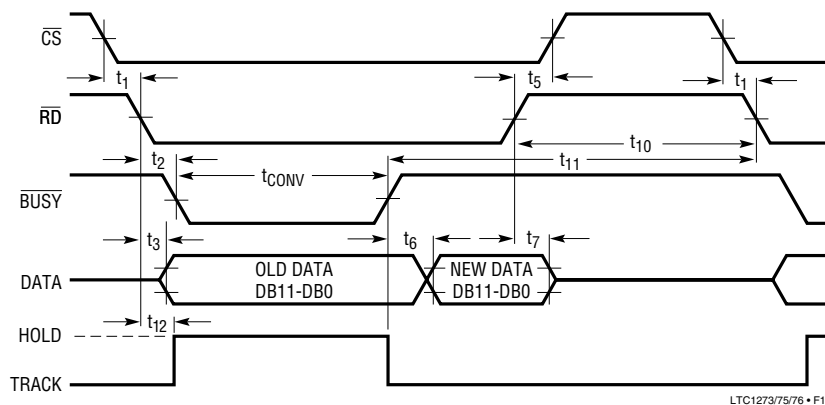 CS
t1 t5 t1
RD
t10
t2 t11
tCONV
BUSY
t3 t6 t7
OLD DATA NEW DATA
DATA
DB11-DB0 DB11-DB0
t12
HOLD
TRACK
LTC1273/75/76 • F1